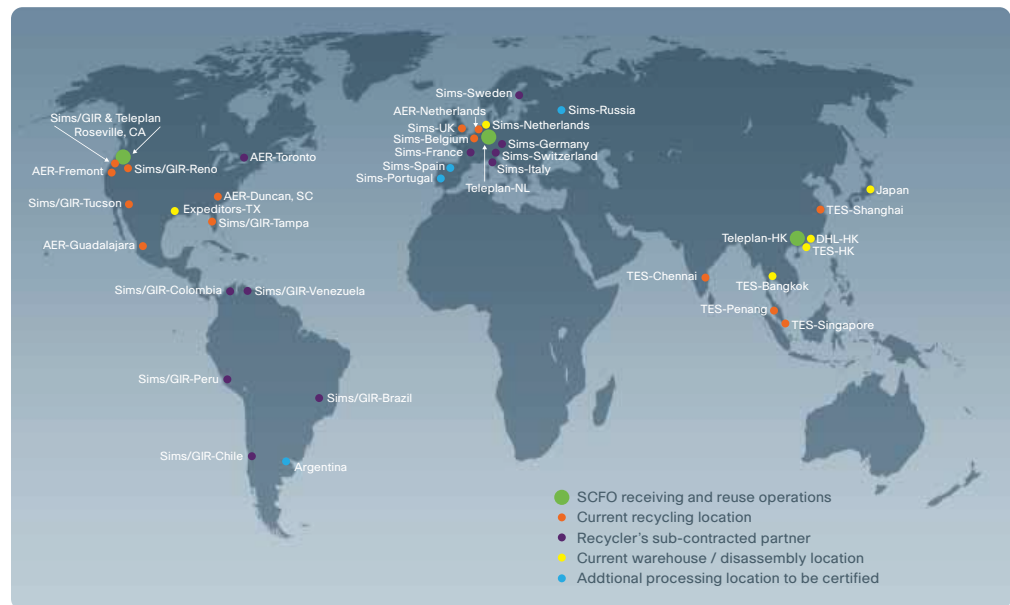 Sims-Sweden
AER-Netherlands
Sims-Russia
Sims/GIR & Teleplan
Roseville, CA
Sims-UK
Sims-Netherlands
Sims-Belgium
Sims-Germany
Sims-France
Sims-Switzerland
AER-Toronto
Sims-Spain
Sims-Italy
AER-Fremont
Sims/GIR-Reno
Sims-Portugal
Teleplan-NL
Japan
AER-Duncan, SC
Sims/GIR-Tucson
Expeditors-TX
TES-Shanghai
Sims/GIR-Tampa
Teleplan-HK
DHL-HK
AER-Guadalajara
TES-HK
TES-Chennai
TES-Bangkok
Sims/GIR-Colombia
Sims/GIR-Venezuela
TES-Penang
TES-Singapore
Sims/GIR-Peru
Sims/GIR-Brazil
Sims/GIR-Chile
Argentina
SCFO receiving and reuse operations
Current recycling location
Recycler's sub-contracted partner
Current warehouse / disassembly location
Addtional processing location to be certified